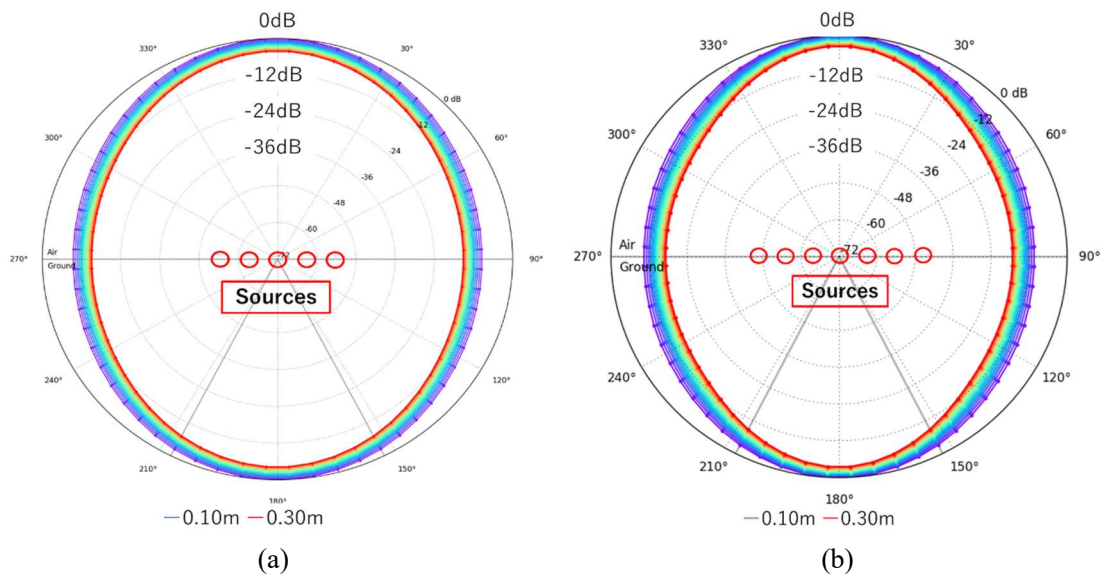 0dB
330°
30°
-12dB
0 dB
-12
300°
60°
-24dB
-24
-36dB
-36
-48
-60
Air
-72
270°
90°
Ground
Sources
240°
120°
210°
150°
180°
0.10m 0.30m
(a)
0dB
330°
30°
-12dB
0 dB
-12
300°
60°
-24dB
-24
-36dB
-36
-48
-60
Air
-72
270°
90°
Ground
Sources
240°
120°
210°
150°
180°
0.10m 0.30m
(b)